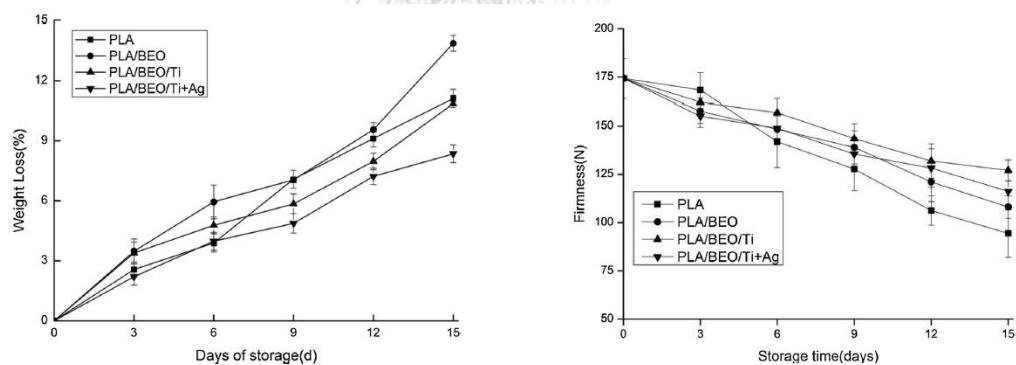 15
12
9
6
3
0
Weight Loss(%)
PLA
PLA/BEO
PLA/BEO/Ti
PLA/BEO/Ti+Ag
0 3 6 9 12 15
Days of storage(d)
200
175
150
125
100
75
50
Firmness(N)
PLA
PLA/BEO
PLA/BEO/Ti
PLA/BEO/Ti+Ag
0 3 6 9 12 15
Storage time(days)